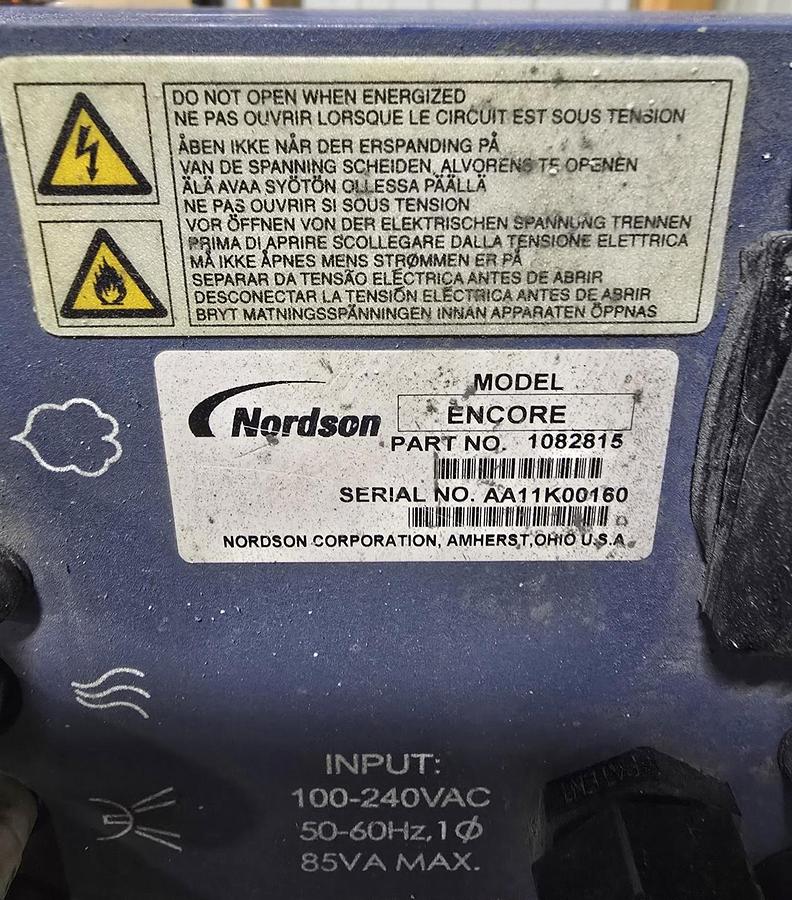 DO NOT OPEN WHEN ENERGIZED
NE PAS OUVRIR LORSQUE LE CIRCUIT EST SOUS TENSION
ÅBEN IKKE NÅR DER ERSPANDING PÅ
VAN DE SPANNING SCHEIDEN, ALVORENS TE OPENEN
ÄLÄ AVAA SYÖTÖN OLLESSA PÄÄLLÄ
NE PAS OUVRIR SI SOUS TENSION
VOR ÖFFNEN VON DER ELEKTRISCHEN SPANNUNG TRENNEN
PRIMA DI APRIRE SCOLLEGARE DALLA TENSIONE ELETTRICA
MÅ IKKE ÅPNES MENS STRØMMEN ER PÅ
SEPARAR DA TENSÃO ELÉCTRICA ANTES DE ABRIR
DESCONECTAR LA TENSIÓN ELÉCTRICA ANTES DE ABRIR
BRYT MATNINGSSPÄNNINGEN INNAN APPARATEN ÖPPNAS
Nordson
MODEL
ENCORE
PART NO. 1082815
SERIAL NO. AA11K00160
NORDSON CORPORATION, AMHERST, OHIO U.S.A.
INPUT:
100-240VAC
50-60Hz, 1Ø
85VA MAX.